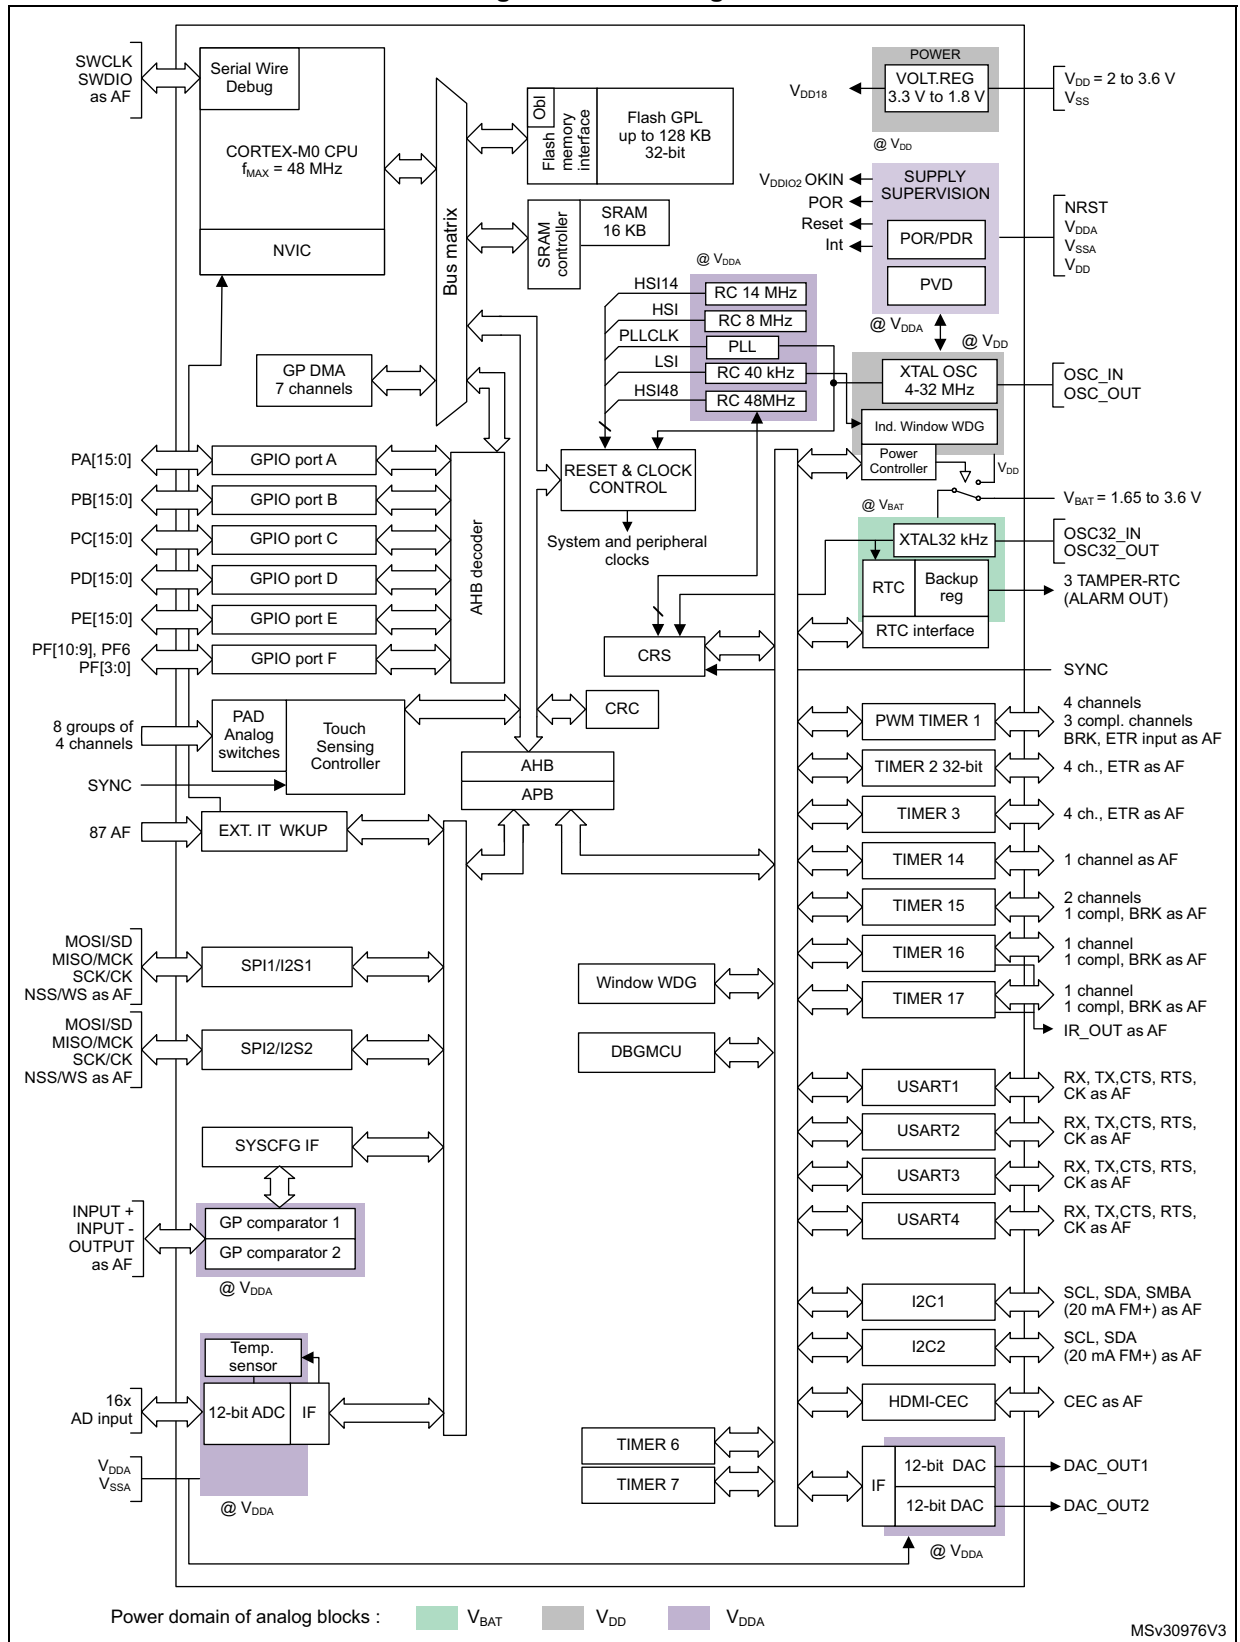 SWCLK
SWDIO
as AF
Serial Wire
Debug
CORTEX-M0 CPU
fMAX = 48 MHz
NVIC
Bus matrix
Obl
Flash
memory
interface
Flash GPL
up to 128 KB
32-bit
SRAM
controller
SRAM
16 KB
POWER
VOLT.REG
3.3 V to 1.8 V
VDD18
VDD = 2 to 3.6 V
VSS
@ VDD
SUPPLY
SUPERVISION
VDDIO2 OKIN
POR
Reset
Int
POR/PDR
PVD
NRST
VDDA
VSSA
VDD
@ VDDA
@ VDDA
@ VDD
HSI14
HSI
PLLCLK
LSI
HSI48
RC 14 MHz
RC 8 MHz
PLL
RC 40 kHz
RC 48MHz
XTAL OSC
4-32 MHz
OSC_IN
OSC_OUT
Ind. Window WDG
Power
Controller
VDD
@ VBAT
VBAT = 1.65 to 3.6 V
GP DMA
7 channels
PA[15:0]
GPIO port A
PB[15:0]
GPIO port B
PC[15:0]
GPIO port C
PD[15:0]
GPIO port D
PE[15:0]
GPIO port E
PF[10:9], PF6
PF[3:0]
GPIO port F
AHB decoder
RESET & CLOCK
CONTROL
System and peripheral
clocks
XTAL32 kHz
OSC32_IN
OSC32_OUT
RTC
Backup
reg
3 TAMPER-RTC
(ALARM OUT)
RTC interface
CRS
SYNC
8 groups of
4 channels
PAD
Analog
switches
Touch
Sensing
Controller
SYNC
CRC
AHB
APB
87 AF
EXT. IT WKUP
PWM TIMER 1
4 channels
3 compl. channels
BRK, ETR input as AF
TIMER 2 32-bit
4 ch., ETR as AF
TIMER 3
4 ch., ETR as AF
TIMER 14
1 channel as AF
TIMER 15
2 channels
1 compl, BRK as AF
TIMER 16
1 channel
1 compl, BRK as AF
TIMER 17
1 channel
1 compl, BRK as AF
IR_OUT as AF
MOSI/SD
MISO/MCK
SCK/CK
NSS/WS as AF
SPI1/I2S1
MOSI/SD
MISO/MCK
SCK/CK
NSS/WS as AF
SPI2/I2S2
Window WDG
DBGMCU
USART1
RX, TX,CTS, RTS,
CK as AF
USART2
RX, TX,CTS, RTS,
CK as AF
USART3
RX, TX,CTS, RTS,
CK as AF
USART4
RX, TX,CTS, RTS,
CK as AF
SYSCFG IF
INPUT +
INPUT -
OUTPUT
as AF
GP comparator 1
GP comparator 2
@ VDDA
I2C1
SCL, SDA, SMBA
(20 mA FM+) as AF
I2C2
SCL, SDA
(20 mA FM+) as AF
HDMI-CEC
CEC as AF
Temp.
sensor
16x
AD input
12-bit ADC
IF
VDDA
VSSA
@ VDDA
TIMER 6
TIMER 7
IF
12-bit DAC
12-bit DAC
DAC_OUT1
DAC_OUT2
@ VDDA
Power domain of analog blocks :
VBAT
VDD
VDDA
MSv30976V3